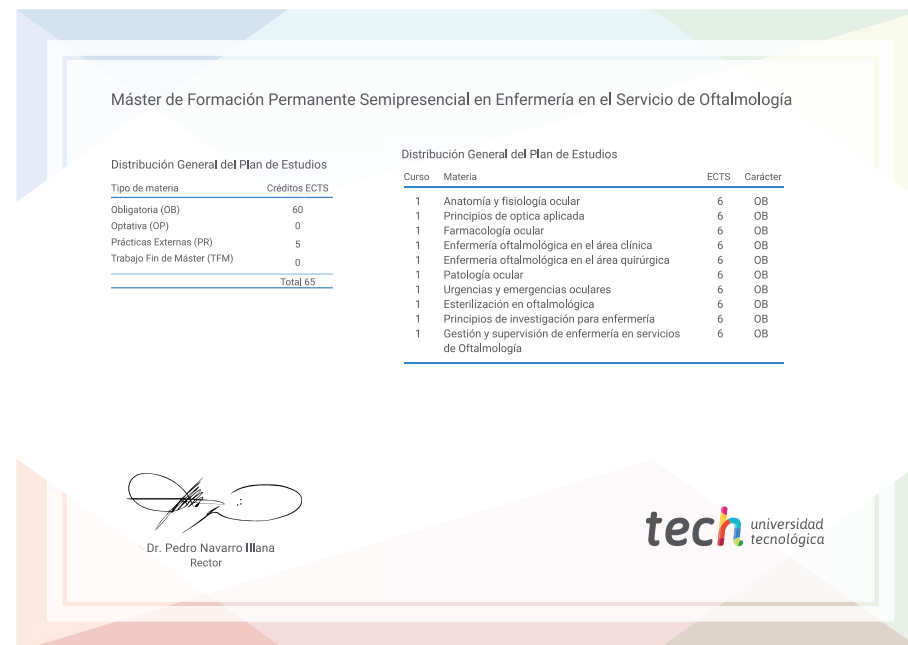 Máster de Formación Permanente Semipresencial en Enfermería en el Servicio de Oftalmología
Distribución General del Plan de Estudios
Tipo de materia Créditos ECTS
Obligatoria (OB) 60
Optativa (OP) 0
Prácticas Externas (PR) 5
Trabajo Fin de Máster (TFM) 0
Total 65
Distribución General del Plan de Estudios
Curso Materia ECTS Carácter
1 Anatomía y fisiología ocular 6 OB
1 Principios de optica aplicada 6 OB
1 Farmacología ocular 6 OB
1 Enfermería oftalmológica en el área clínica 6 OB
1 Enfermería oftalmológica en el área quirúrgica 6 OB
1 Patología ocular 6 OB
1 Urgencias y emergencias oculares 6 OB
1 Esterilización en oftalmológica 6 OB
1 Principios de investigación para enfermería 6 OB
1 Gestión y supervisión de enfermería en servicios 6 OB
de Oftalmología
Dr. Pedro Navarro Illana
Rector
tech universidad
tecnológica